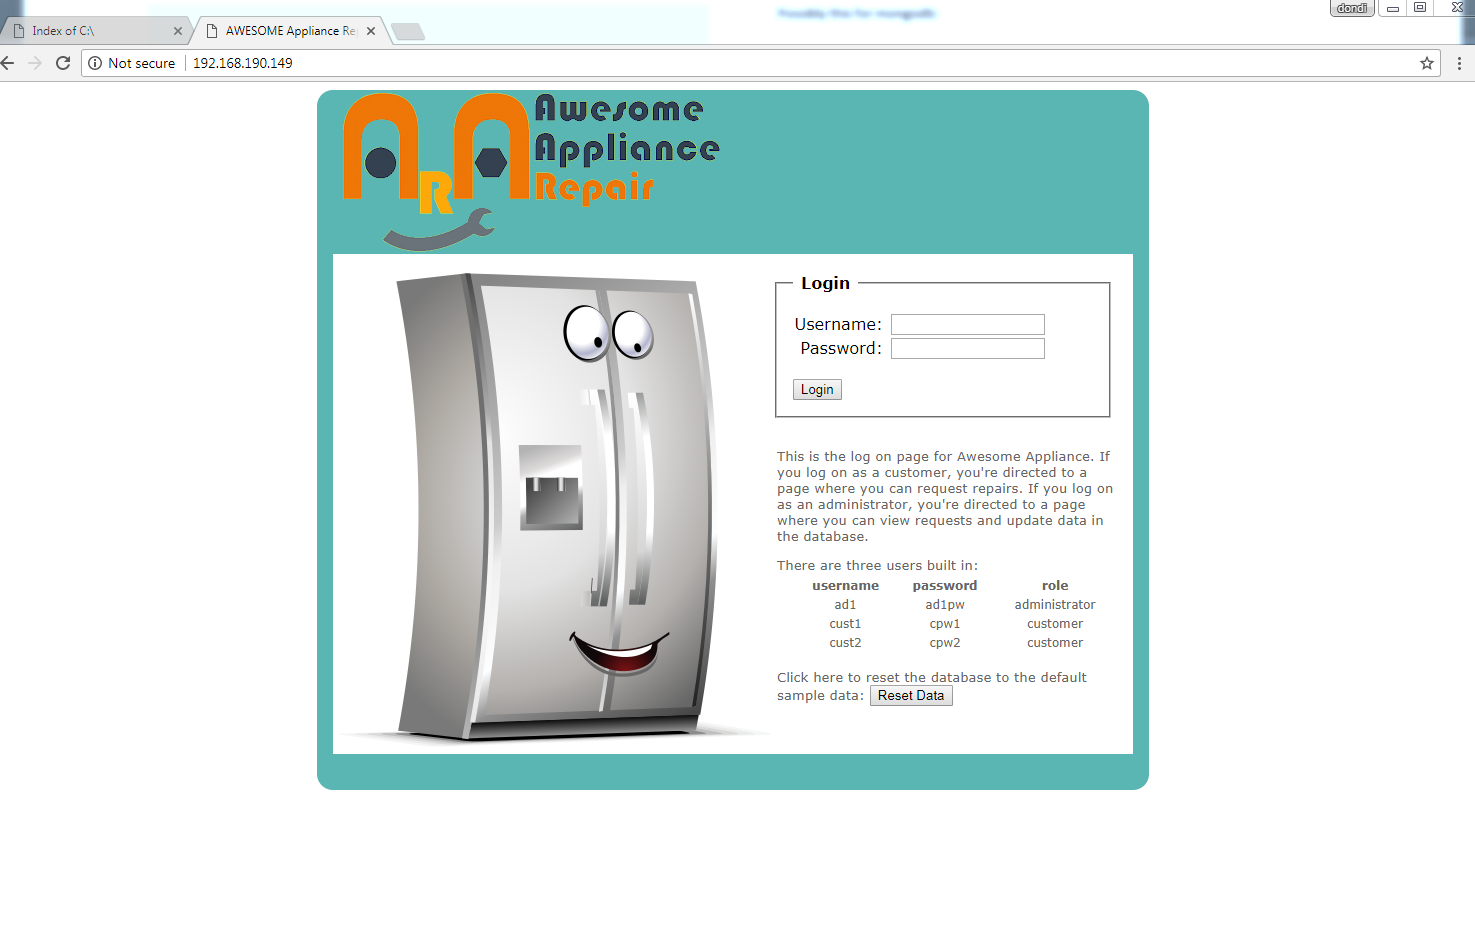 Possibly this for mongodb
dondi
Index of C:\
AWESOME Appliance Re
Not secure
192.168.190.149
ARA
Awesome
Appliance
Repair
Login
Username:
Password:
Login
This is the log on page for Awesome Appliance. If
you log on as a customer, you're directed to a
page where you can request repairs. If you log on
as an administrator, you're directed to a page
where you can view requests and update data in
the database.
There are three users built in:
username password role
ad1 ad1pw administrator
cust1 cpw1 customer
cust2 cpw2 customer
Click here to reset the database to the default
sample data: Reset Data